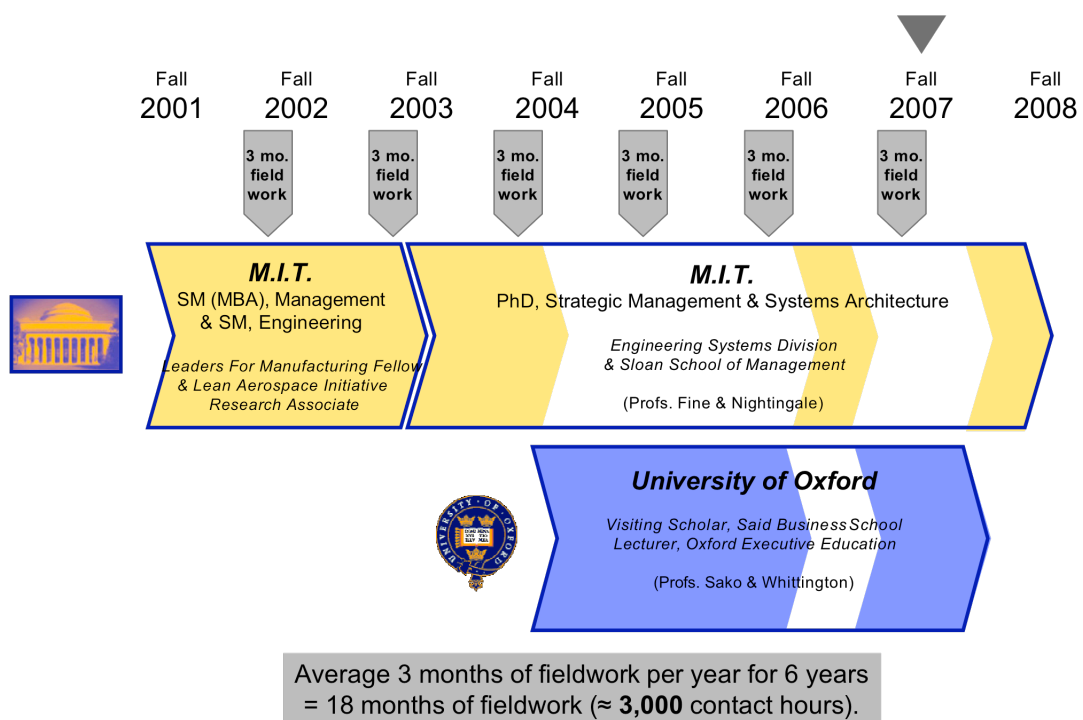 Fall Fall Fall Fall Fall Fall Fall Fall
2001 2002 2003 2004 2005 2006 2007 2008
3 mo. 3 mo. 3 mo. 3 mo. 3 mo. 3 mo.
field field field field field field
work work work work work work
M.I.T.
SM (MBA), Management
& SM, Engineering
Leaders For Manufacturing Fellow
& Lean Aerospace Initiative
Research Associate
M.I.T.
PhD, Strategic Management & Systems Architecture
Engineering Systems Division
& Sloan School of Management
(Profs. Fine & Nightingale)
UNIVERSITY OF OXFORD
University of Oxford
Visiting Scholar, Said Business School
Lecturer, Oxford Executive Education
(Profs. Sako & Whittington)
Average 3 months of fieldwork per year for 6 years
= 18 months of fieldwork (≈ 3,000 contact hours).